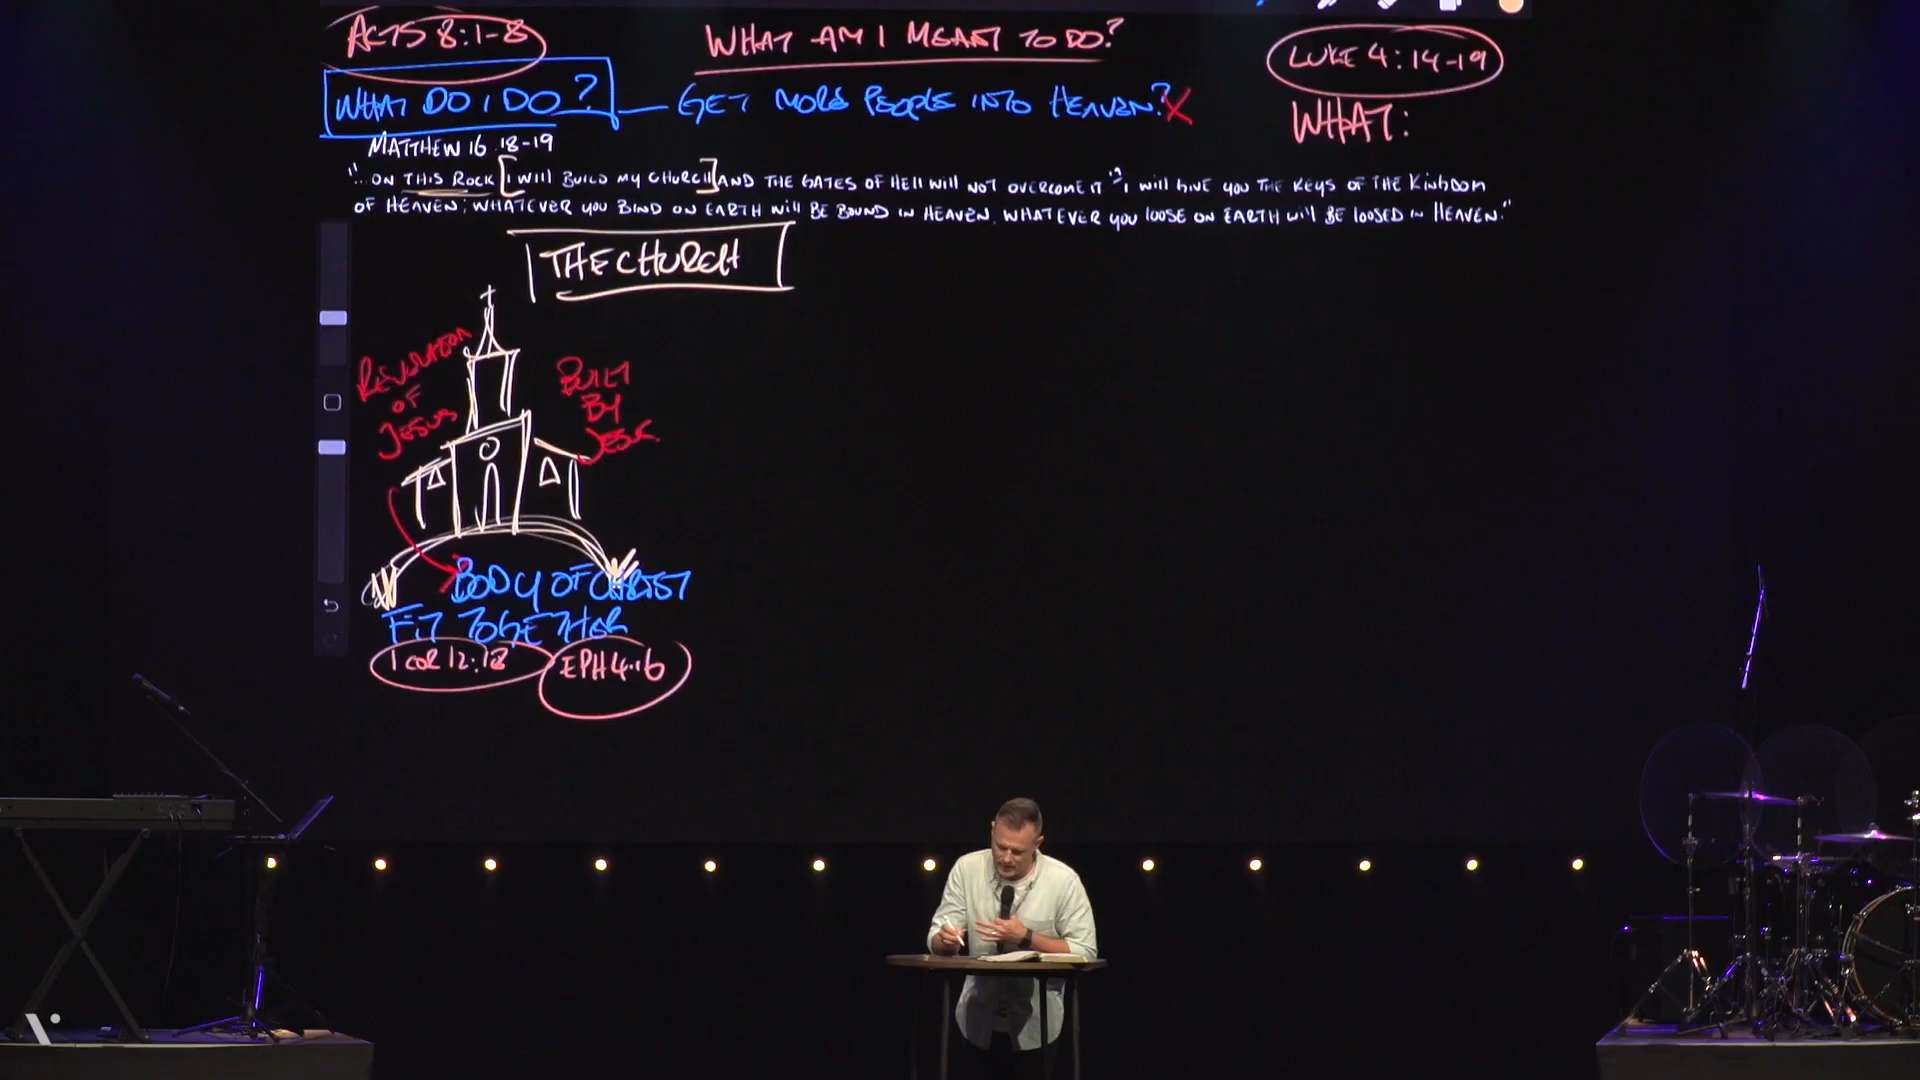 ACTS 8:1-8
WHAT AM I MEANT TO DO?
LUKE 4:14-19
WHAT DO I DO?
GET MORE PEOPLE INTO HEAVEN?X
WHAT:
MATTHEW 16:18-19
"...ON THIS ROCK [I WILL BUILD MY CHURCH] AND THE GATES OF HELL WILL NOT OVERCOME IT "19 I WILL GIVE YOU THE KEYS OF THE KINGDOM
OF HEAVEN; WHATEVER YOU BIND ON EARTH WILL BE BOUND IN HEAVEN, WHATEVER YOU LOOSE ON EARTH WILL BE LOOSED IN HEAVEN."
THE CHURCH
REVELATION
OF
JESUS
BUILT
BY
JESUS.
BODY OF CHRIST
FIT TOGETHER
1 COR 12:18
EPH 4:16